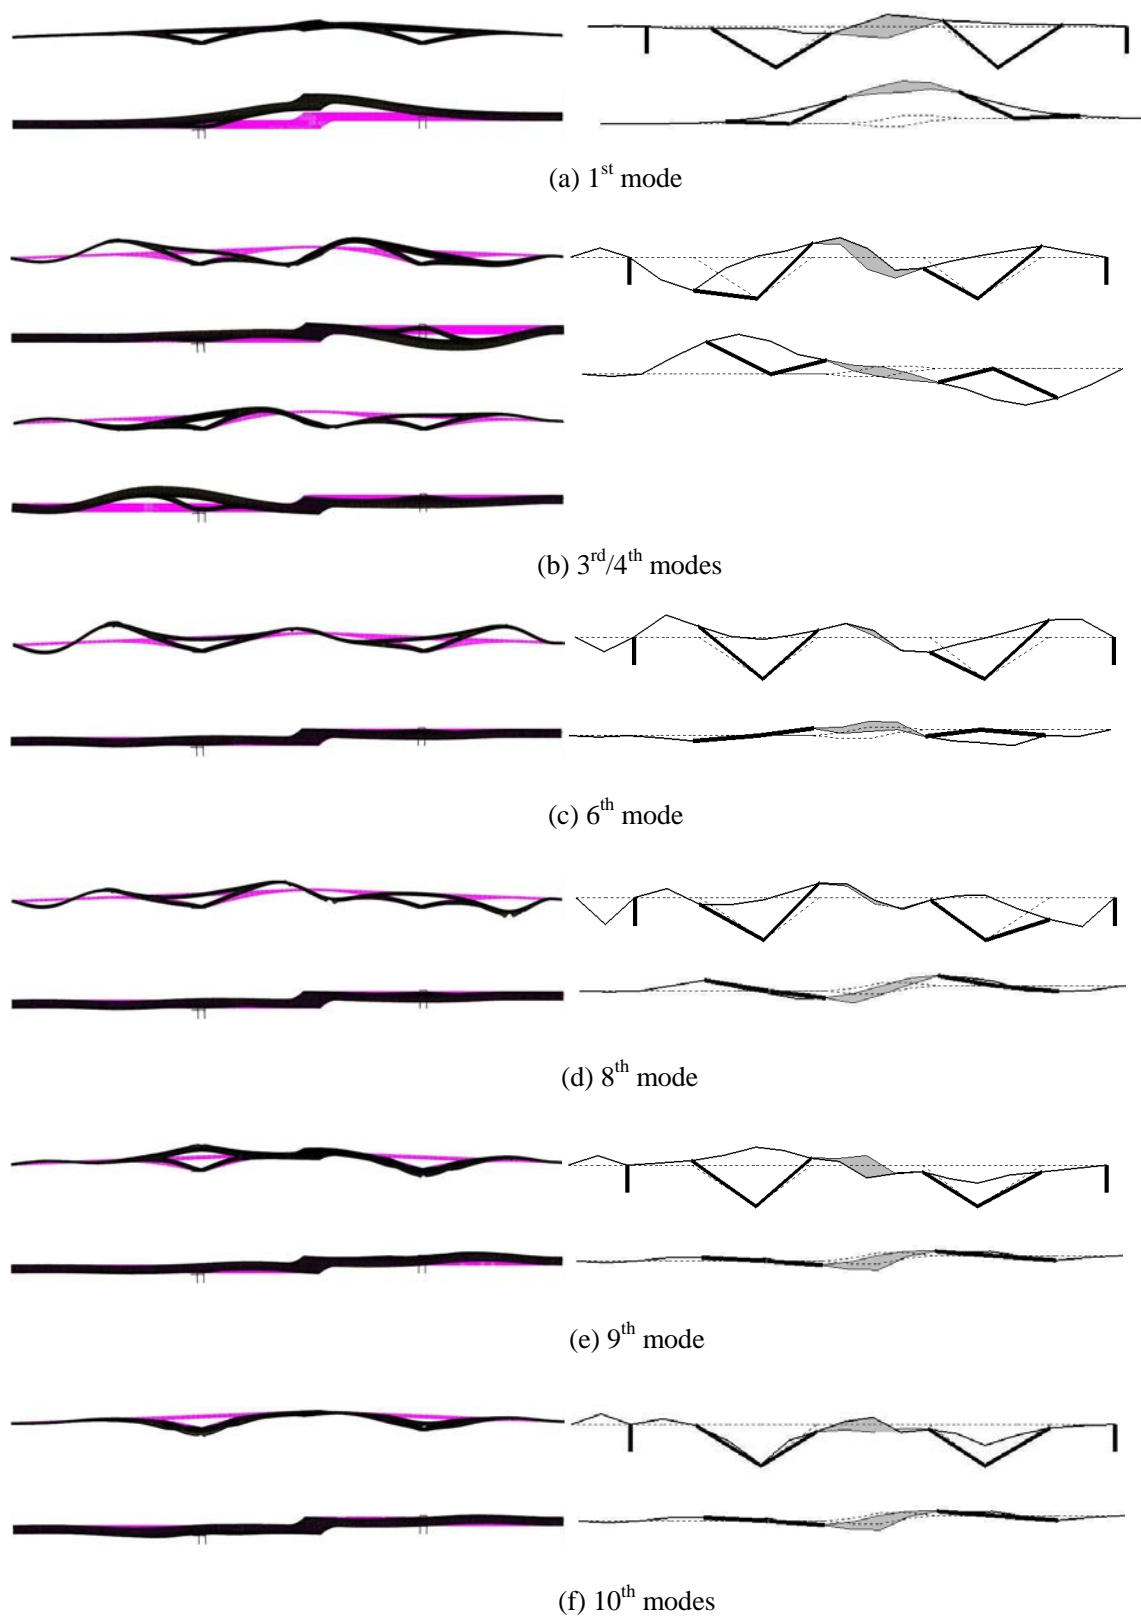 (a) 1st mode
(b) 3rd/4th modes
(c) 6th mode
(d) 8th mode
(e) 9th mode
(f) 10th modes